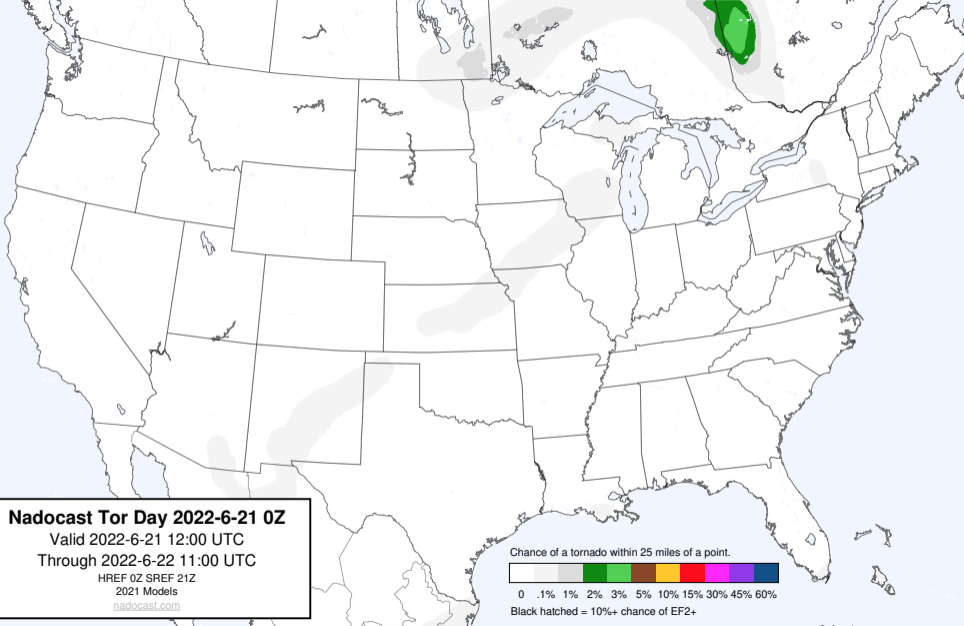 Nadocast Tor Day 2022-6-21 0Z
Valid 2022-6-21 12:00 UTC
Through 2022-6-22 11:00 UTC
HREF 0Z SREF 21Z
2021 Models
nadocast.com
Chance of a tornado within 25 miles of a point.
0 .1% 1% 2% 3% 5% 10% 15% 30% 45% 60%
Black hatched = 10%+ chance of EF2+